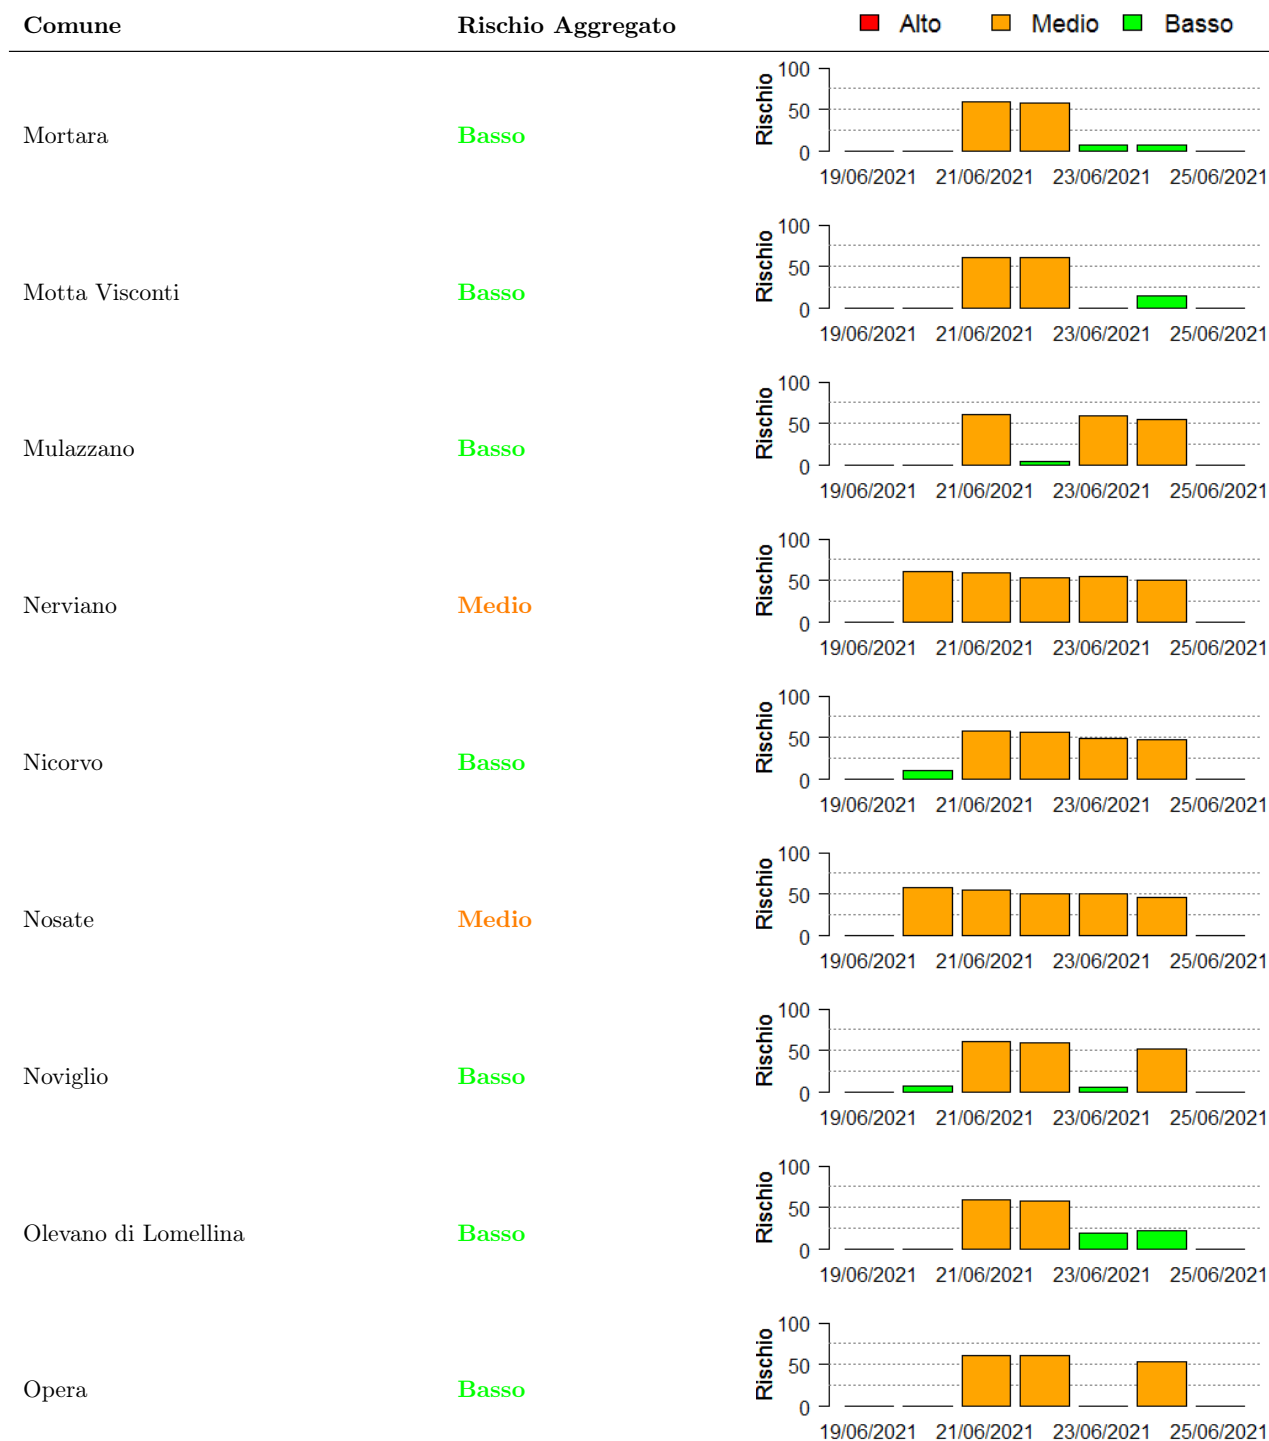 Comune Rischio Aggregato Alto Medio Basso
100
50
0
Rischio
Mortara Basso
19/06/2021 21/06/2021 23/06/2021 25/06/2021
100
50
0
Rischio
Motta Visconti Basso
19/06/2021 21/06/2021 23/06/2021 25/06/2021
100
50
0
Rischio
Mulazzano Basso
19/06/2021 21/06/2021 23/06/2021 25/06/2021
100
50
0
Rischio
Nerviano Medio
19/06/2021 21/06/2021 23/06/2021 25/06/2021
100
50
0
Rischio
Nicorvo Basso
19/06/2021 21/06/2021 23/06/2021 25/06/2021
100
50
0
Rischio
Nosate Medio
19/06/2021 21/06/2021 23/06/2021 25/06/2021
100
50
0
Rischio
Noviglio Basso
19/06/2021 21/06/2021 23/06/2021 25/06/2021
100
50
0
Rischio
Olevano di Lomellina Basso
19/06/2021 21/06/2021 23/06/2021 25/06/2021
100
50
0
Rischio
Opera Basso
19/06/2021 21/06/2021 23/06/2021 25/06/2021